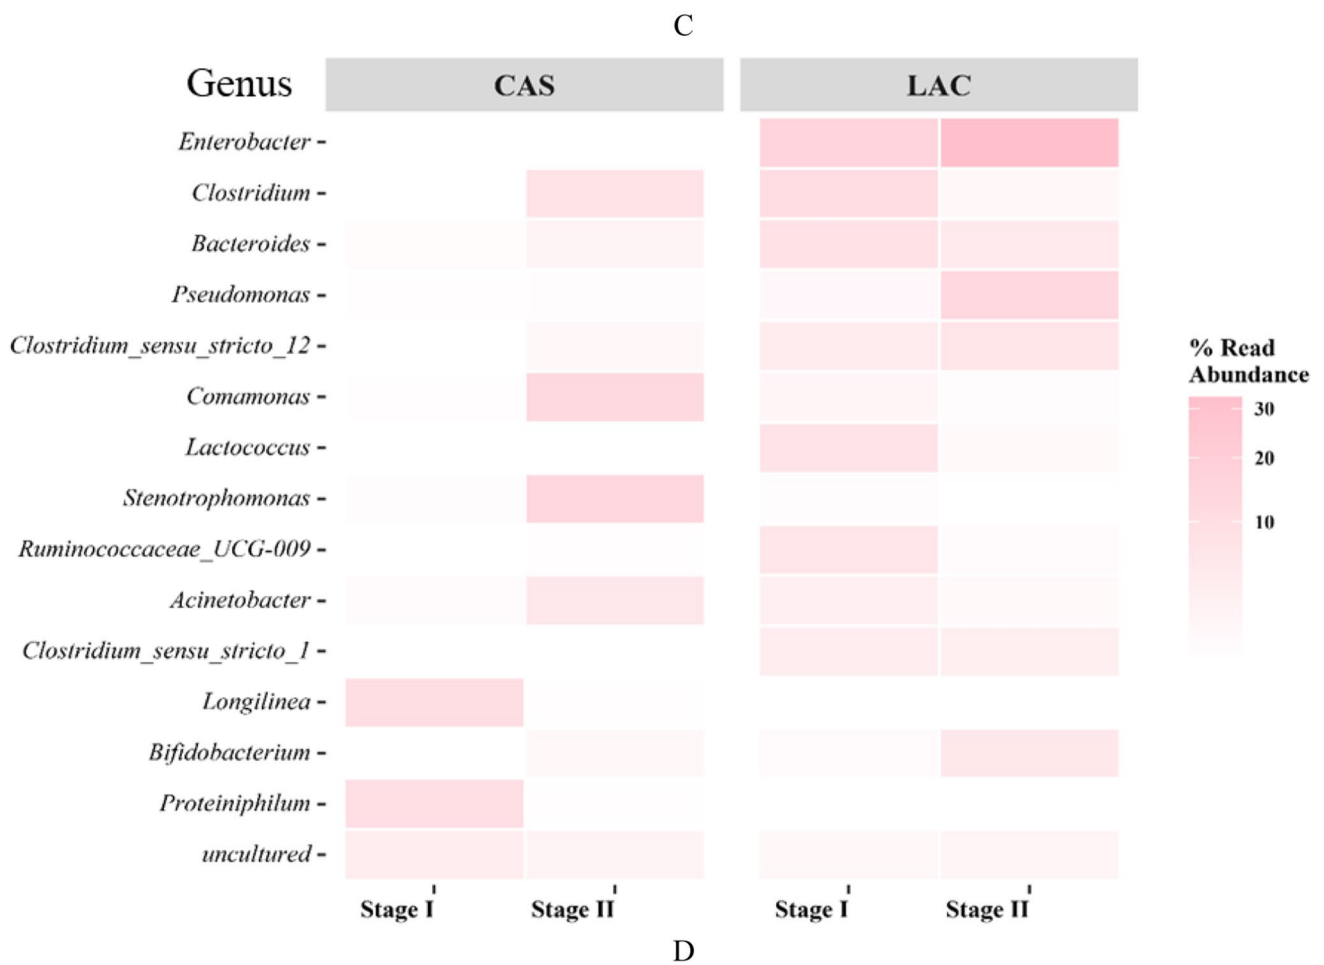 C
Genus
CAS
LAC
Enterobacter
Clostridium
Bacteroides
Pseudomonas
Clostridium_sensu_stricto_12
Comamonas
Lactococcus
Stenotrophomonas
Ruminococcaceae_UCG-009
Acinetobacter
Clostridium_sensu_stricto_1
Longilinea
Bifidobacterium
Proteiniphilum
uncultured
Stage I
Stage II
Stage I
Stage II
% Read
Abundance
30
20
10
D